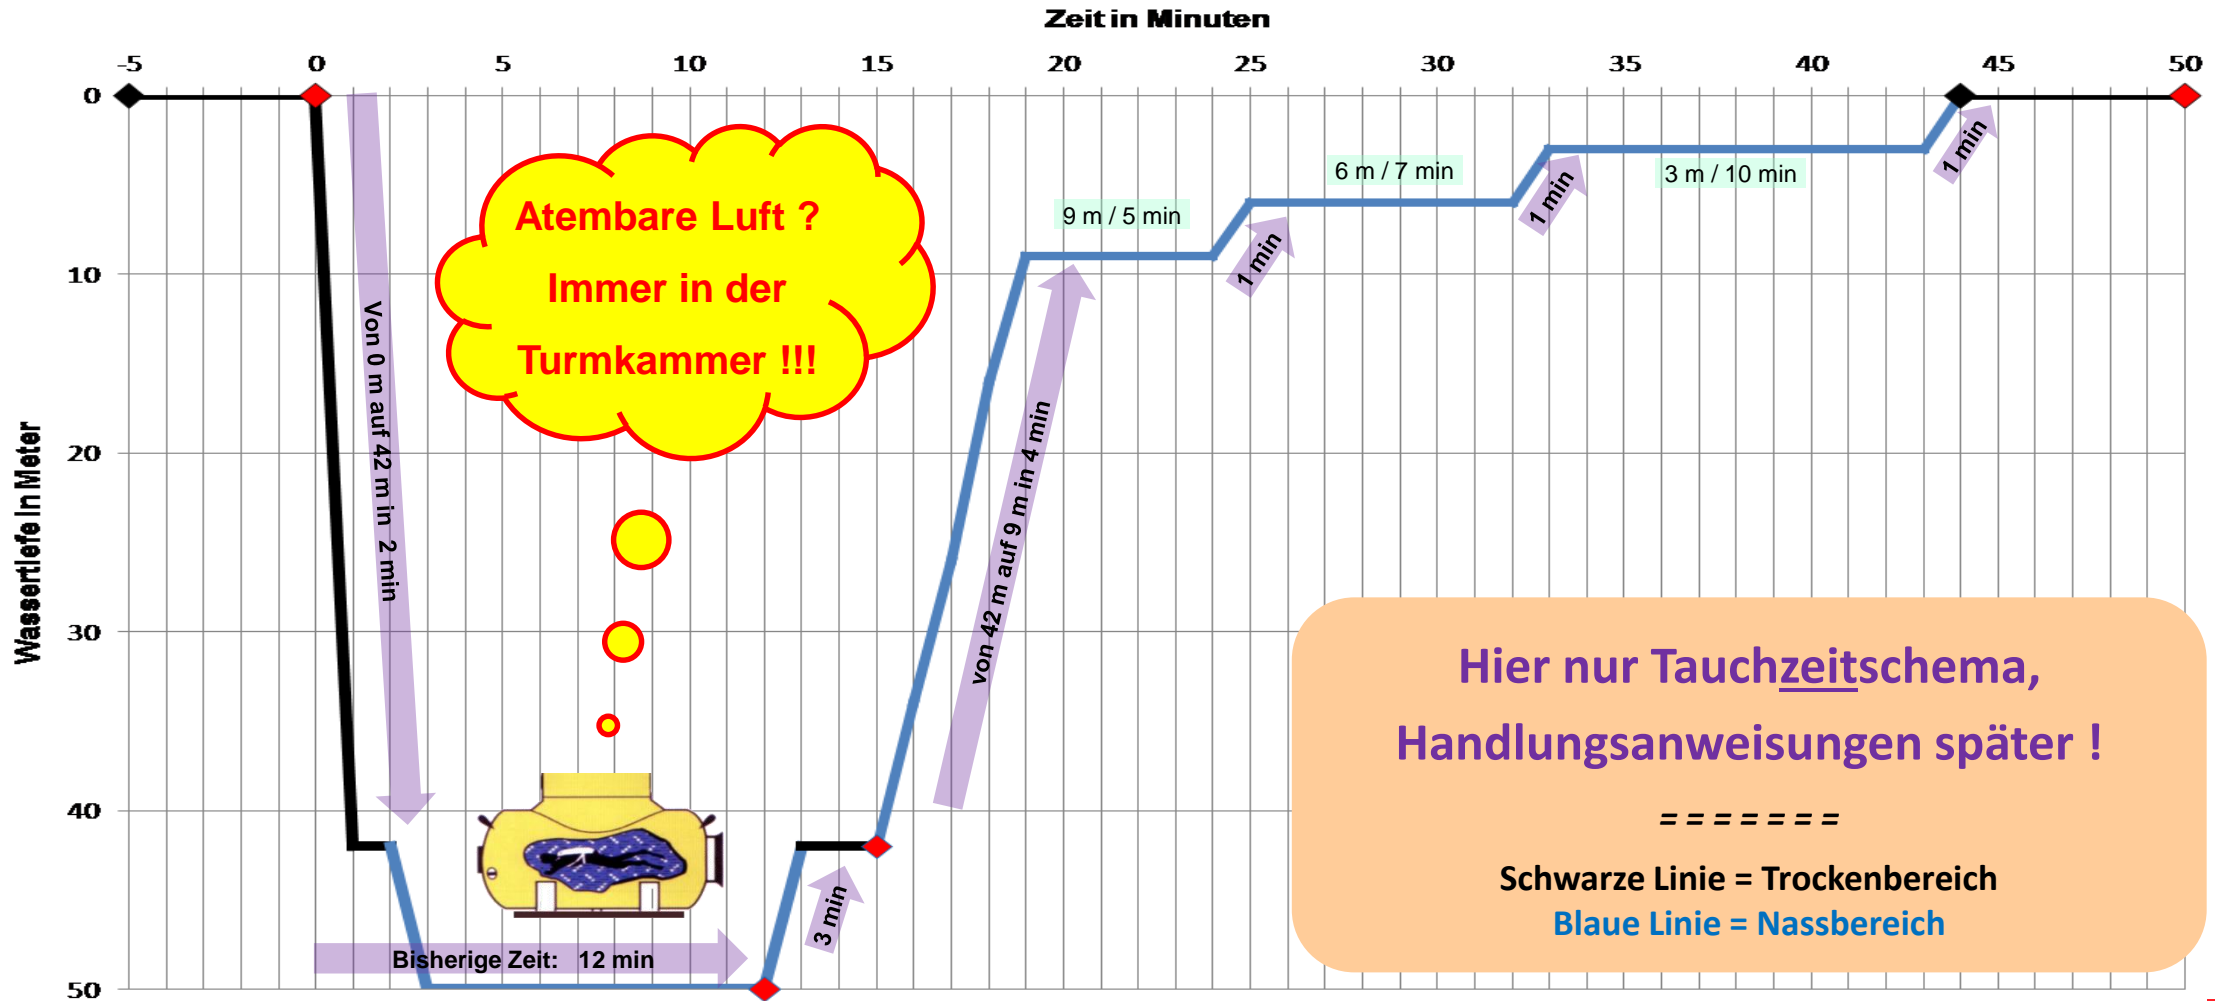 Zeit in Minuten
-5 0 5 10 15 20 25 30 35 40 45 50
0
10
20
30
40
50
Wassertiefe in Meter
Von 0 m auf 42 m in 2 min
Atembare Luft ?
Immer in der
Turmkammer !!!
Bisherige Zeit: 12 min
3 min
von 42 m auf 9 m in 4 min
9 m / 5 min
1 min
6 m / 7 min
1 min
3 m / 10 min
1 min
Hier nur Tauchzeitschema,
Handlungsanweisungen später !
= = = = = = =
Schwarze Linie = Trockenbereich
Blaue Linie = Nassbereich